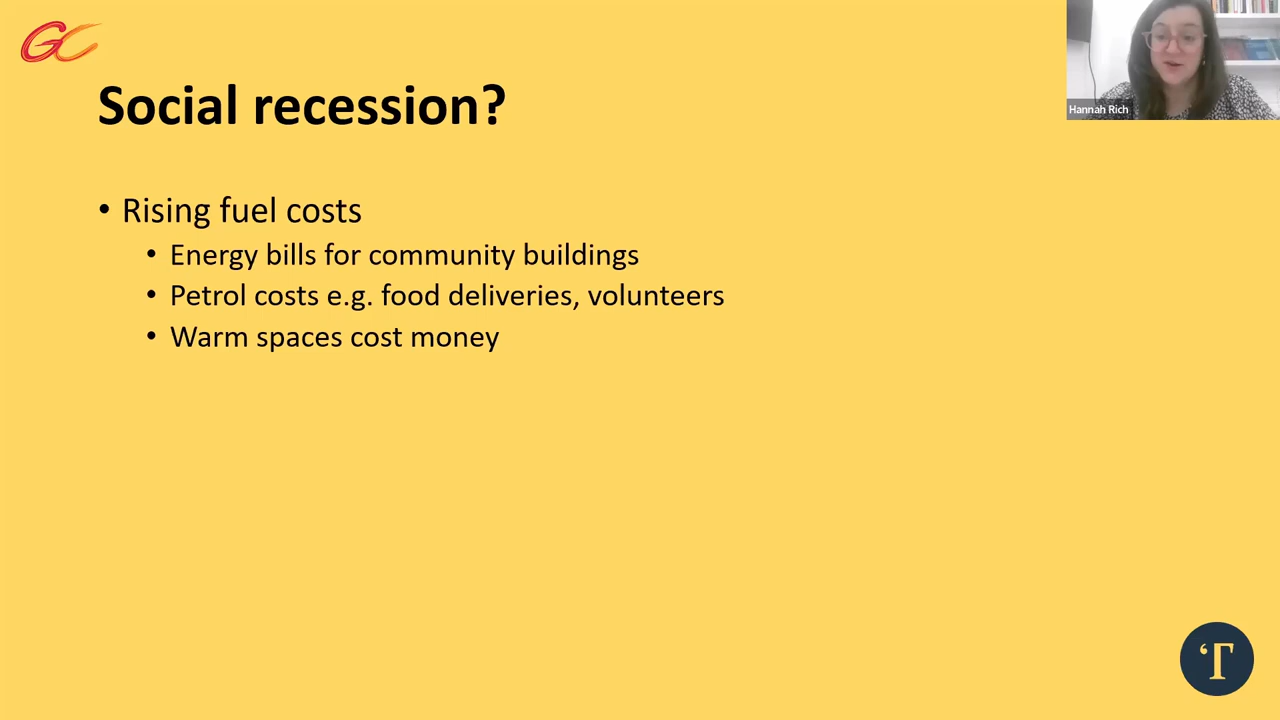 GC
Social recession?
Hannah Rich
• Rising fuel costs
• Energy bills for community buildings
• Petrol costs e.g. food deliveries, volunteers
• Warm spaces cost money
‘T